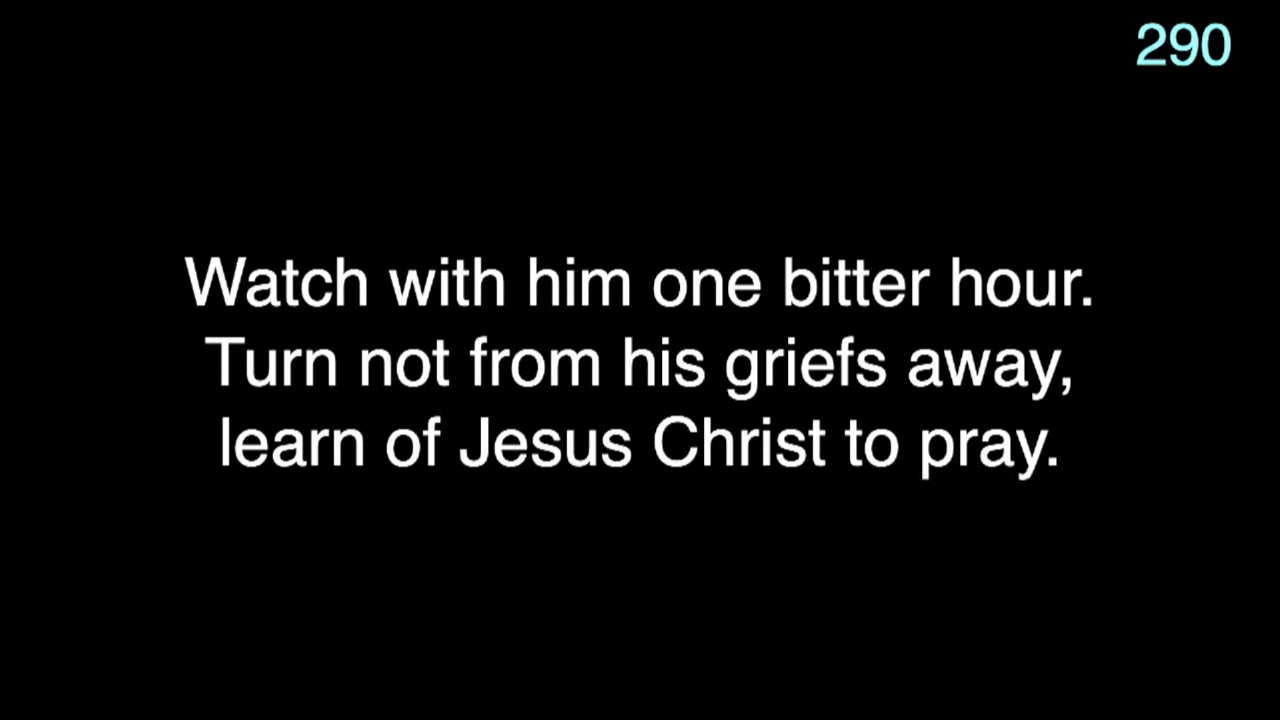 290
Watch with him one bitter hour.
Turn not from his griefs away,
learn of Jesus Christ to pray.